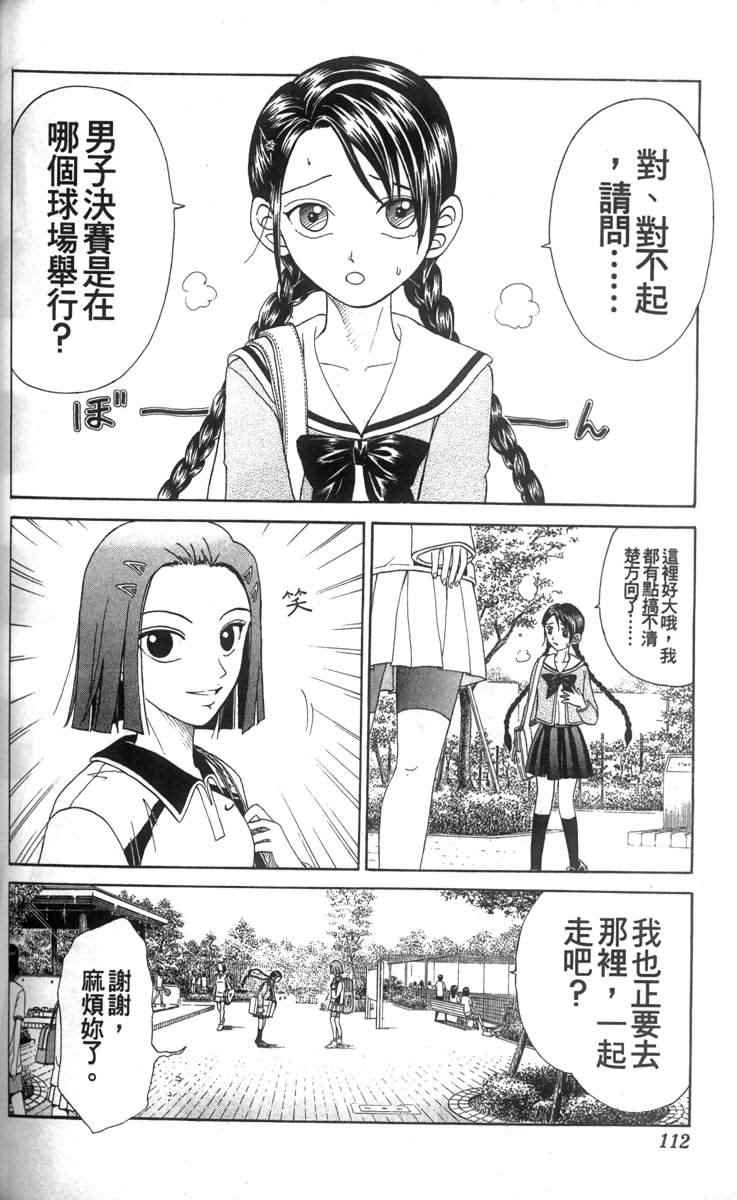 對、對不起
，請問……
男子決賽是在
哪個球場舉行？
ぼーーん
這裡好大哦，我
都有點搞不清
楚方向了……
笑
我也正要去
那裡，一起
走吧？
謝謝，
麻煩妳了。
112